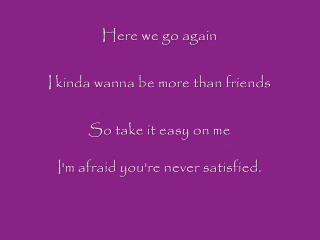 Here we go again
I kinda wanna be more than friends
So take it easy on me
I'm afraid you're never satisfied.